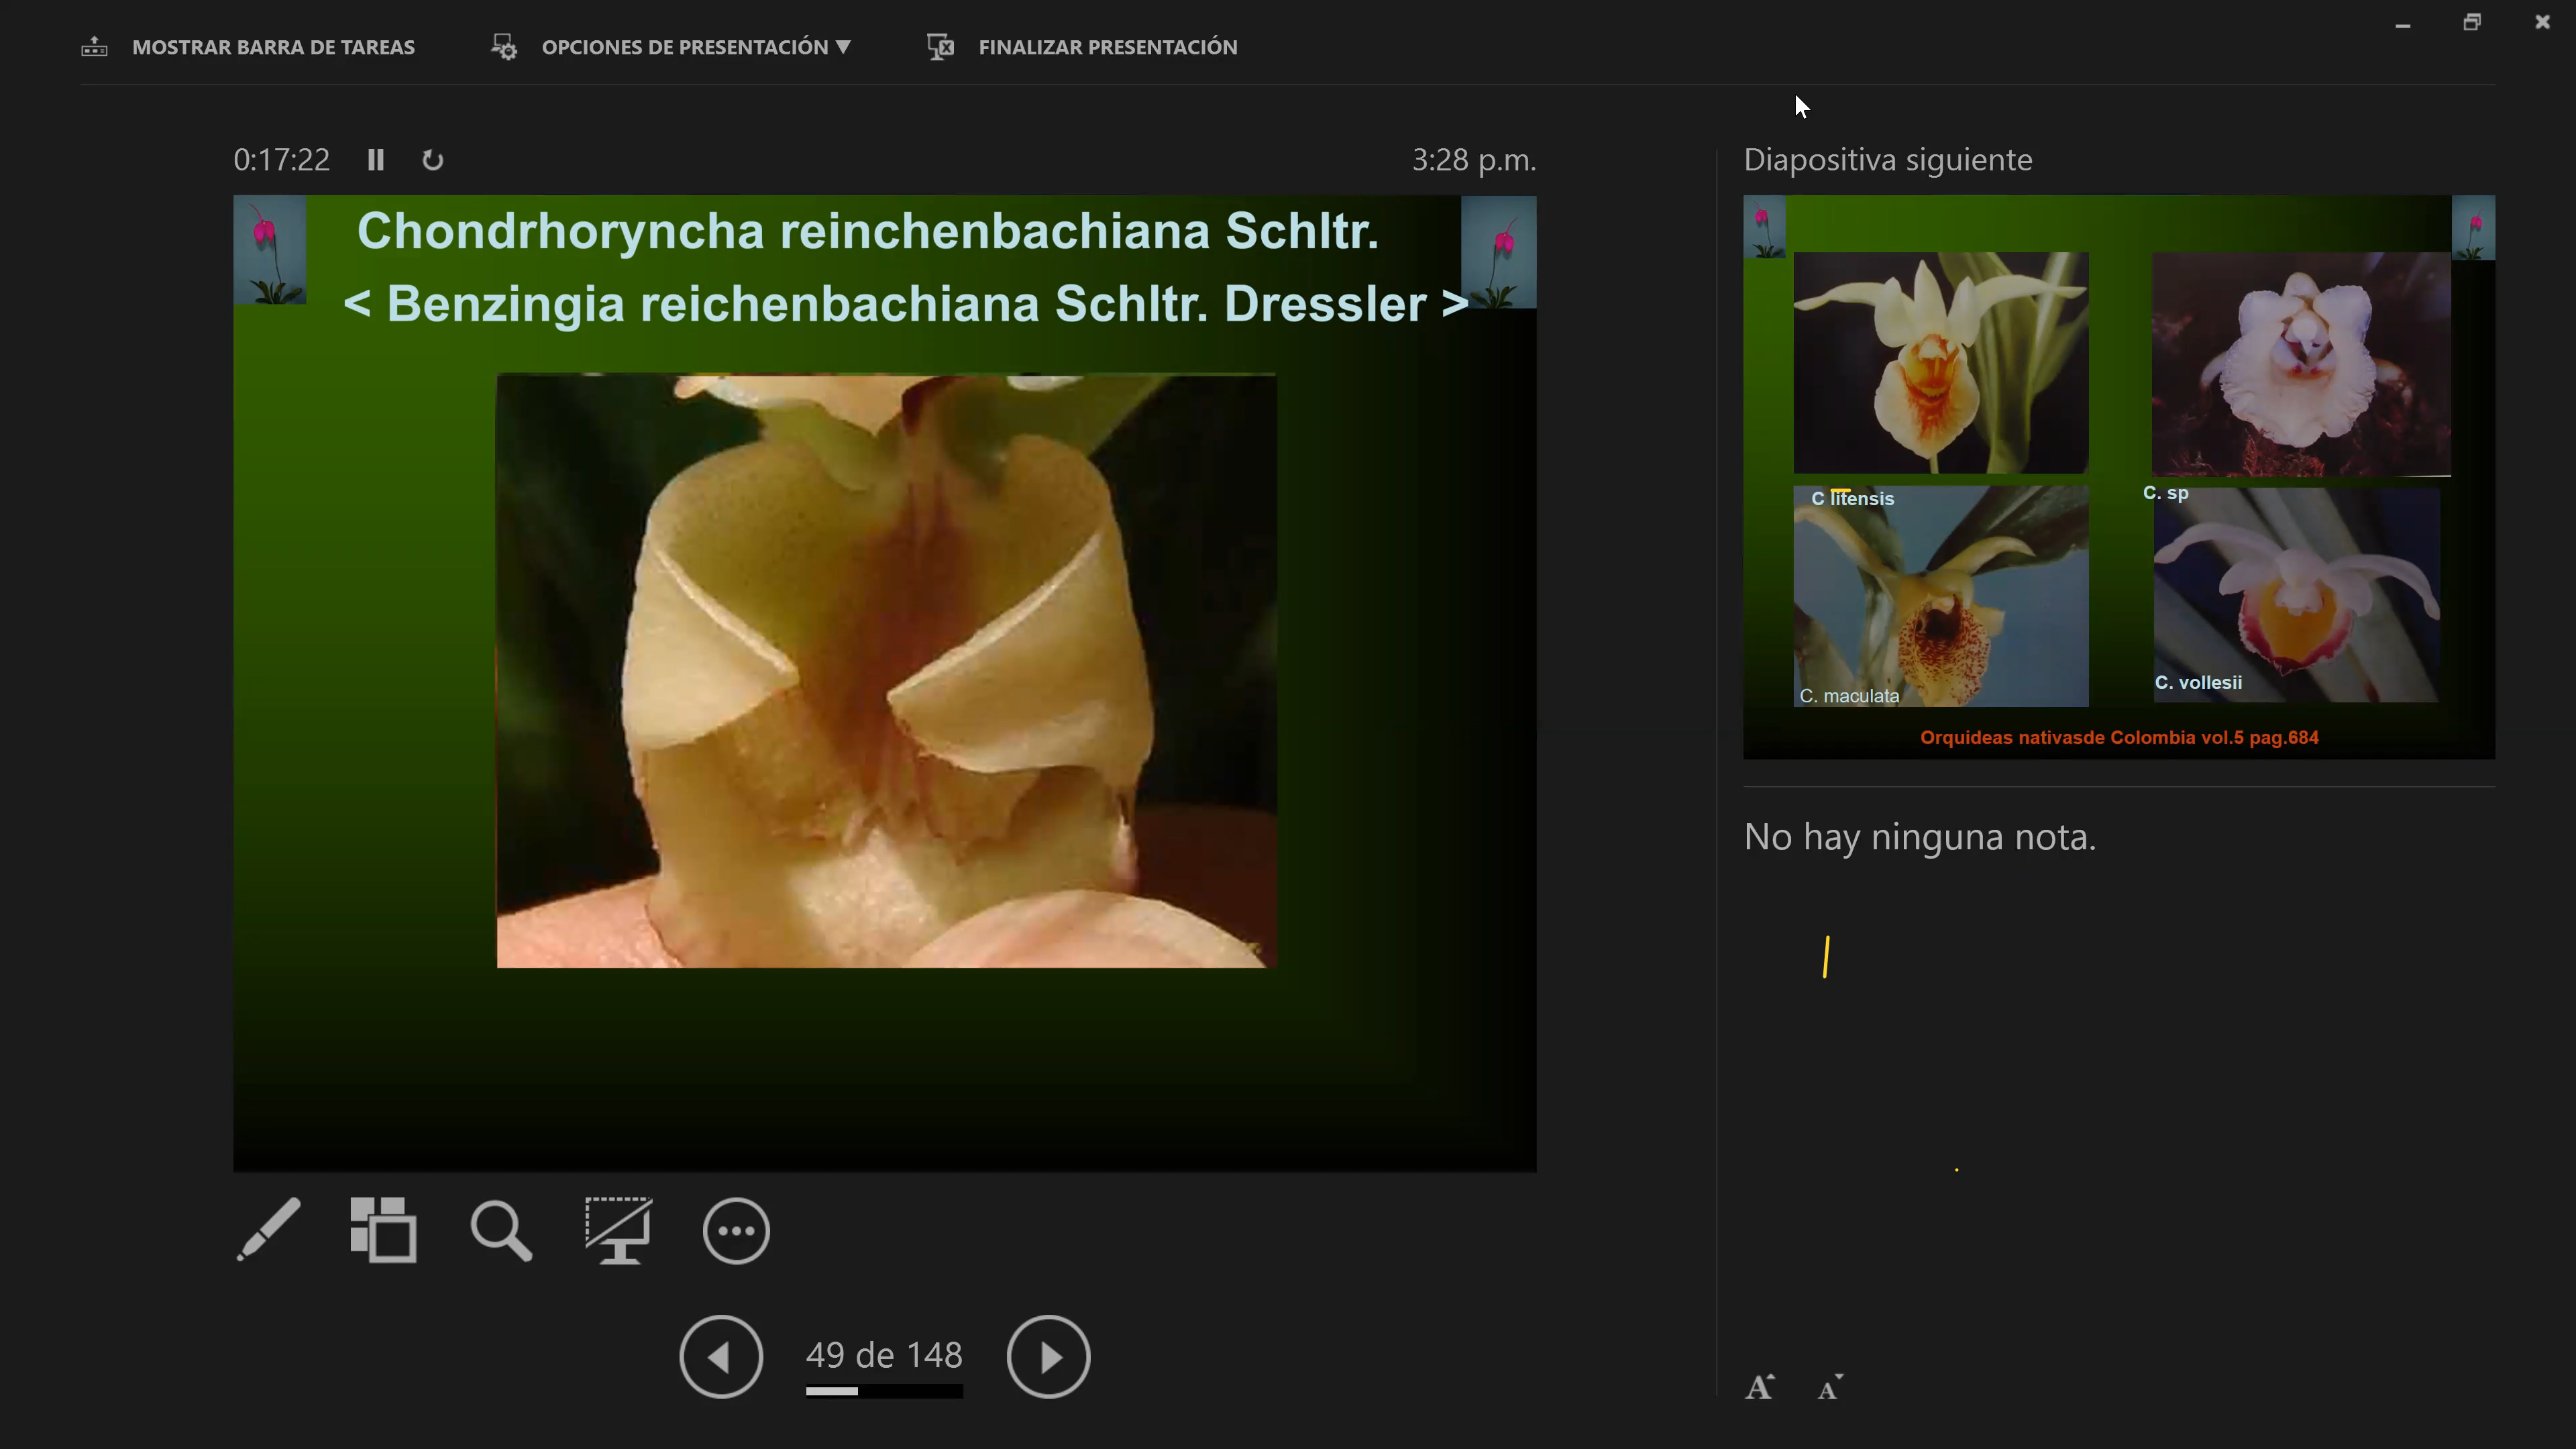 MOSTRAR BARRA DE TAREAS
OPCIONES DE PRESENTACIÓN ▼
FINALIZAR PRESENTACIÓN
0:17:22
3:28 p.m.
Chondrhoryncha reinchenbachiana Schltr.
< Benzingia reichenbachiana Schltr. Dressler >
49 de 148
Diapositiva siguiente
C litensis
C. sp
C. maculata
C. vollesii
Orquideas nativasde Colombia vol.5 pag.684
No hay ninguna nota.
A A